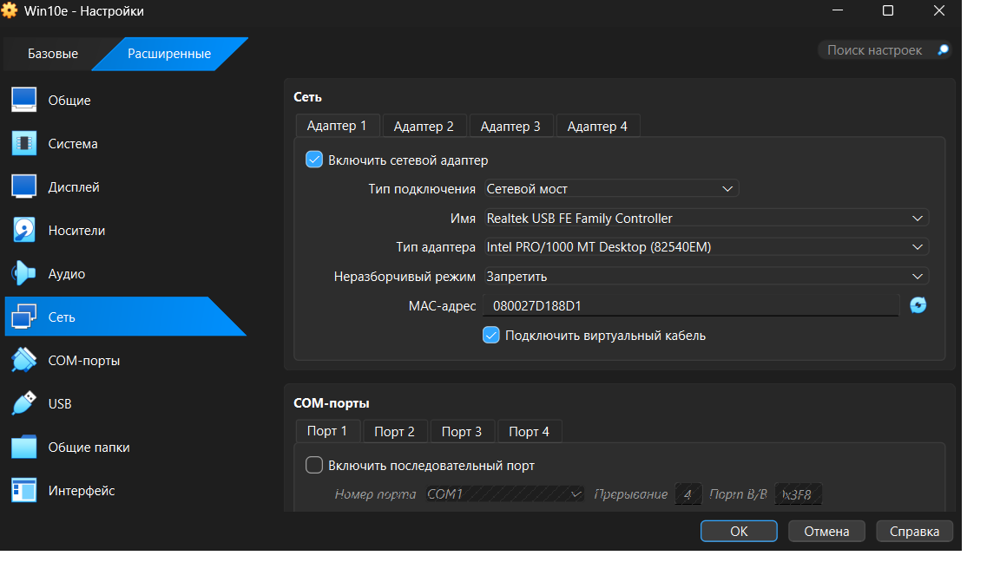 Win10e - Настройки
Базовые
Расширенные
Поиск настроек
Общие
Система
Дисплей
Носители
Аудио
Сеть
COM-порты
USB
Общие папки
Интерфейс
Сеть
Адаптер 1 Адаптер 2 Адаптер 3 Адаптер 4
Включить сетевой адаптер
Тип подключения Сетевой мост
Имя Realtek USB FE Family Controller
Тип адаптера Intel PRO/1000 MT Desktop (82540EM)
Неразборчивый режим Запретить
MAC-адрес 080027D188D1
Подключить виртуальный кабель
COM-порты
Порт 1 Порт 2 Порт 3 Порт 4
Включить последовательный порт
Номер порта COM1 Прерывание 4 Порт В/В 0x3F8
OK Отмена Справка